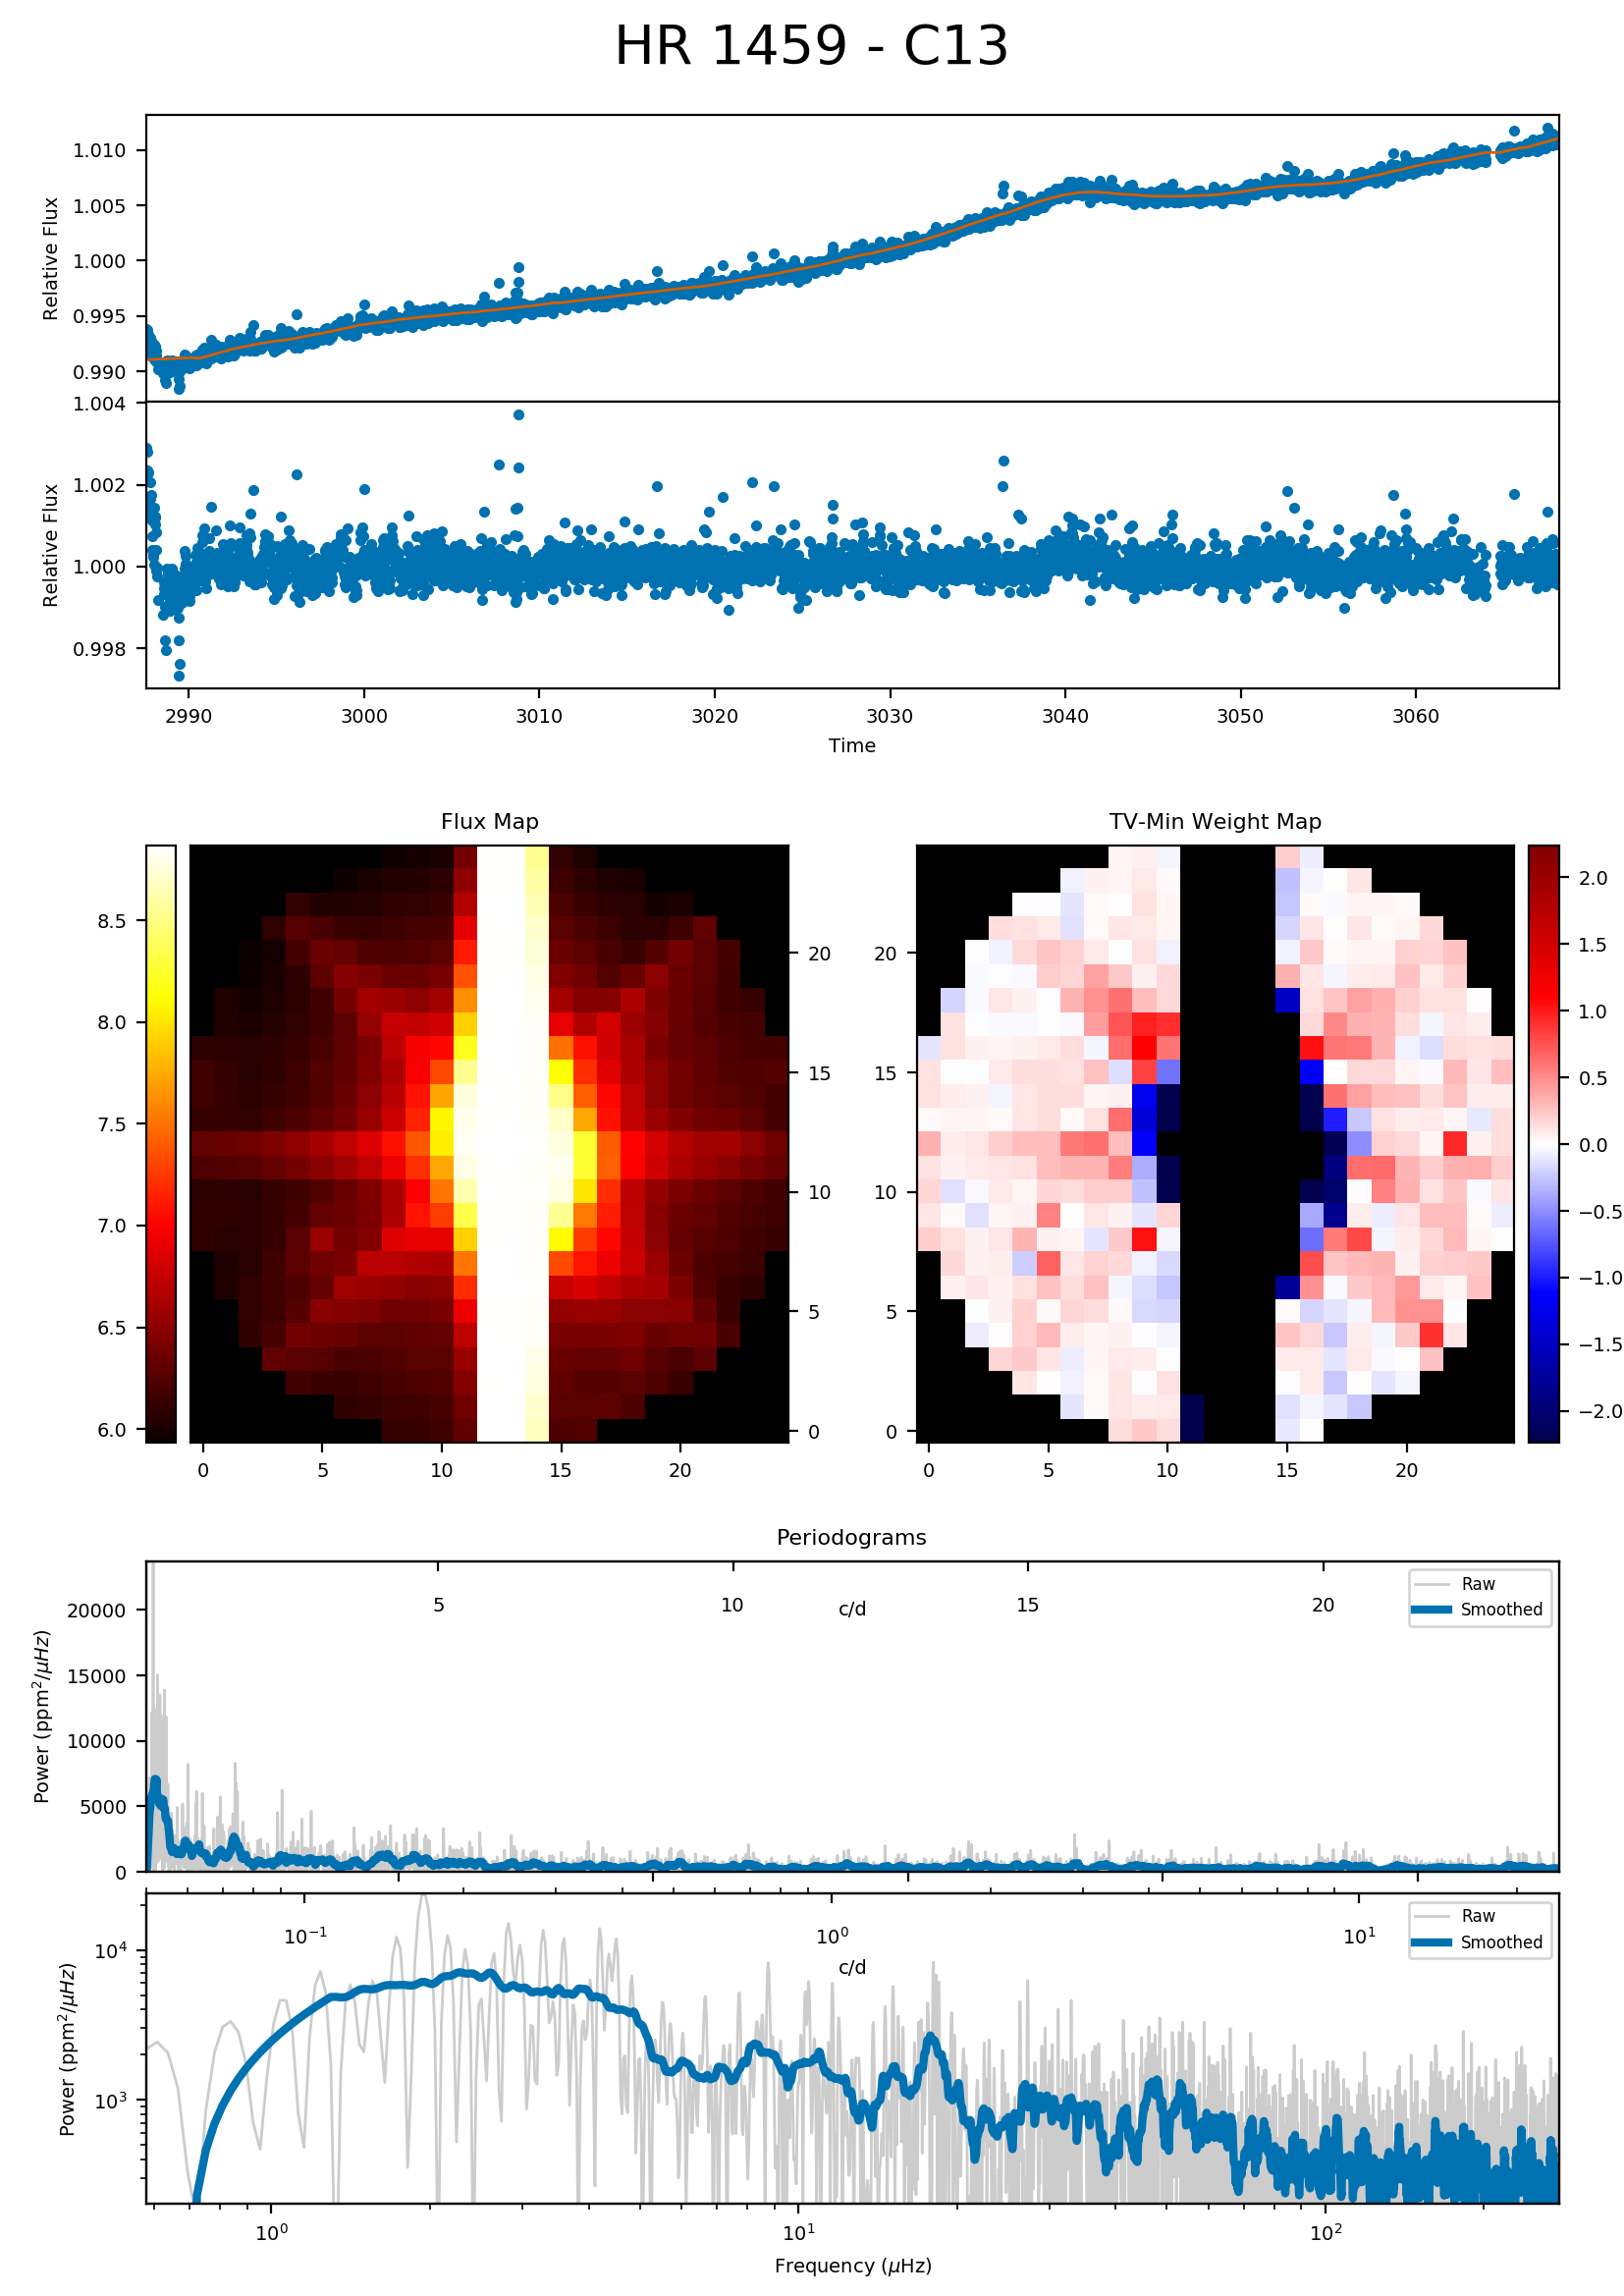 HR 1459 - C13
1.010
1.005
1.000
0.995
0.990
Relative Flux
1.004
1.002
1.000
0.998
Relative Flux
2990 3000 3010 3020 3030 3040 3050 3060
Time
Flux Map
8.5
8.0
7.5
7.0
6.5
6.0
20
15
10
5
0
0 5 10 15 20
TV-Min Weight Map
20
15
10
5
0
0 5 10 15 20
2.0
1.5
1.0
0.5
0.0
−0.5
−1.0
−1.5
−2.0
Periodograms
5 10 15 20
c/d
Raw
Smoothed
20000
15000
10000
5000
0
Power (ppm²/μHz)
10⁻¹ 10⁰ 10¹
c/d
Raw
Smoothed
10⁴
10³
Power (ppm²/μHz)
10⁰ 10¹ 10²
Frequency (μHz)